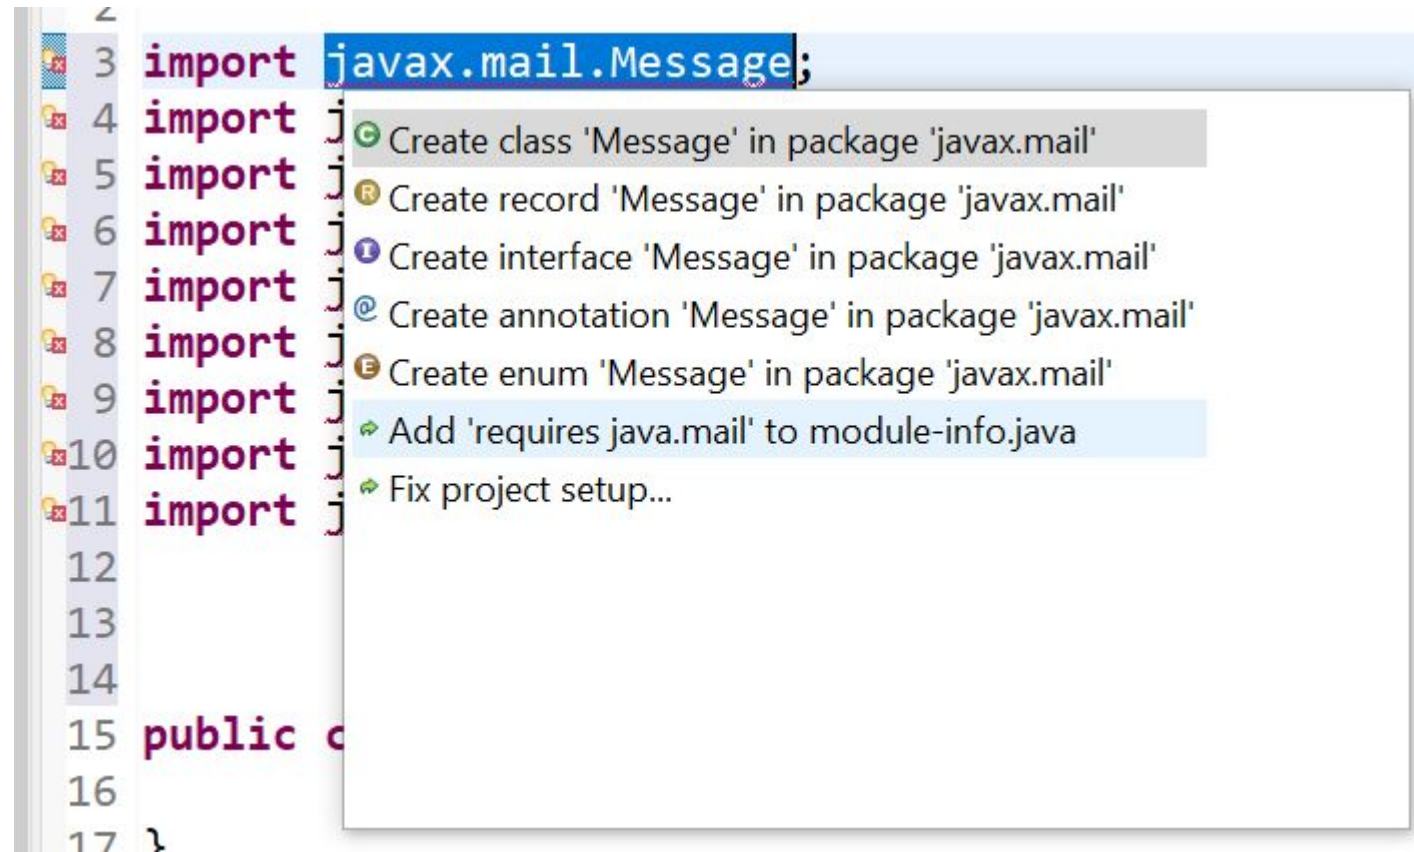 2
3 import javax.mail.Message;
4 import j
5 import j
6 import j
7 import j
8 import j
9 import j
10 import j
11 import j
12
13
14
15 public c
16
17 }
Create class 'Message' in package 'javax.mail'
Create record 'Message' in package 'javax.mail'
Create interface 'Message' in package 'javax.mail'
Create annotation 'Message' in package 'javax.mail'
Create enum 'Message' in package 'javax.mail'
Add 'requires java.mail' to module-info.java
Fix project setup...